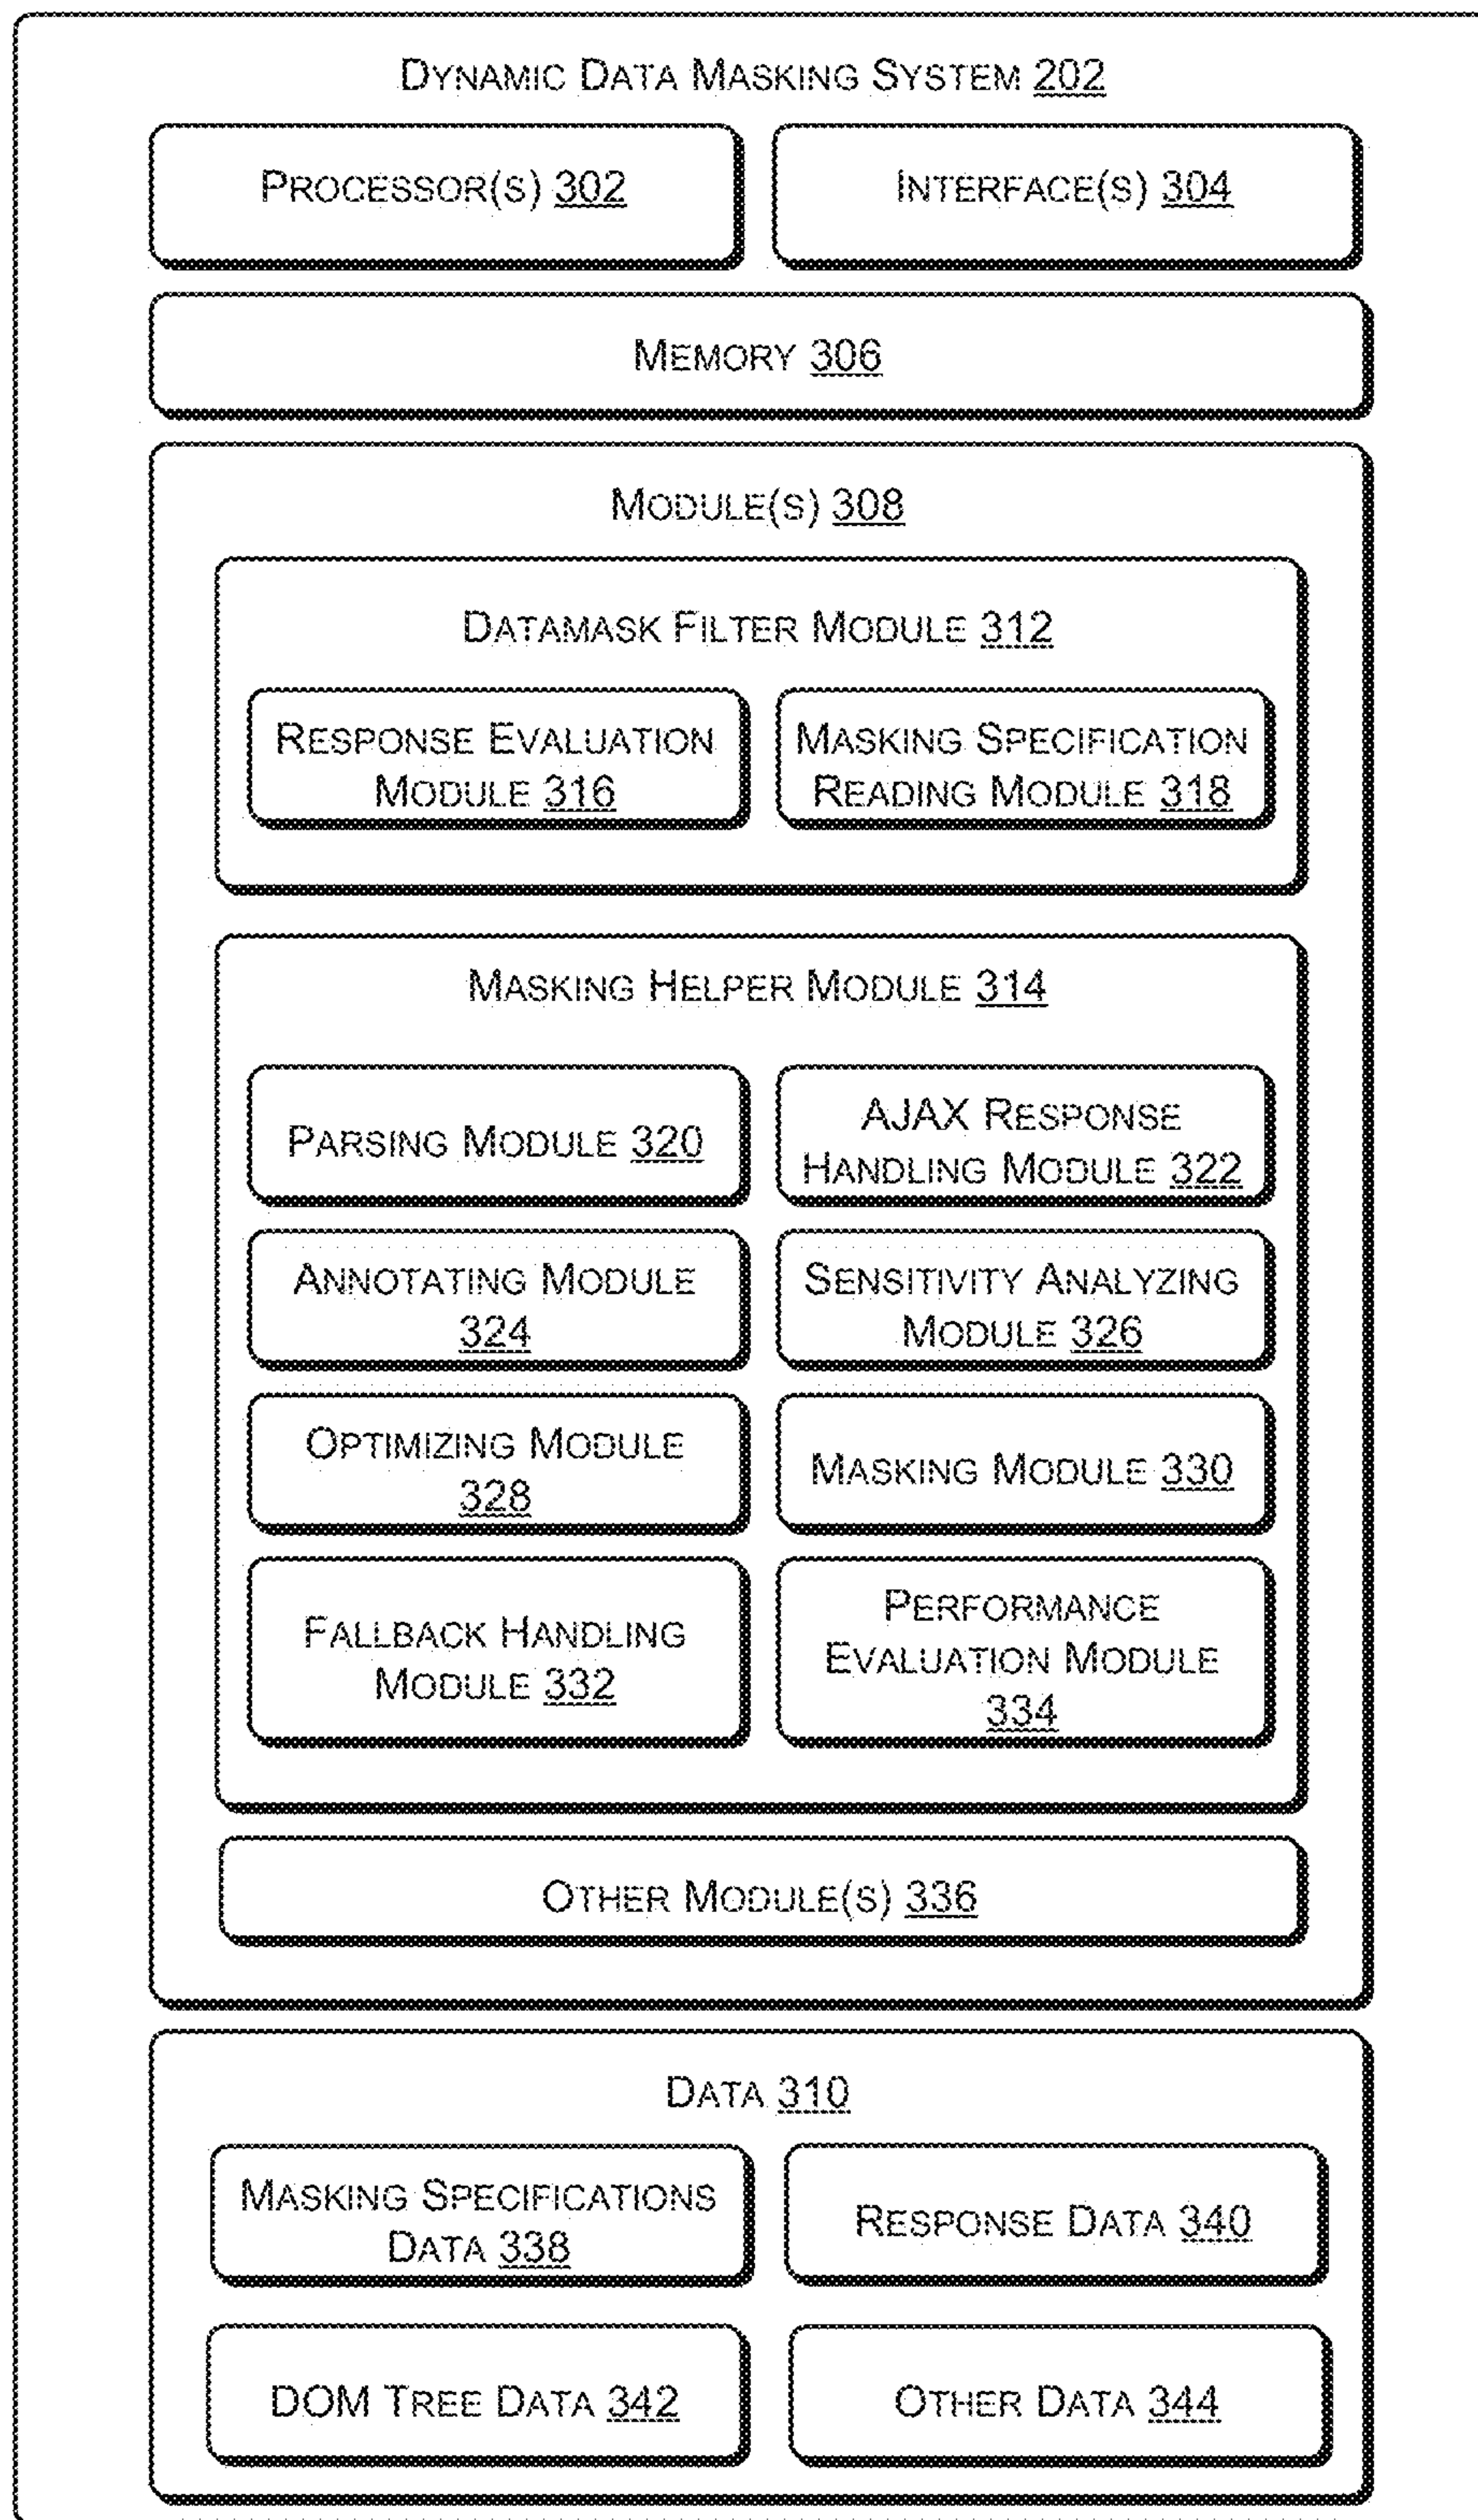 DYNAMIC DATA MASKING SYSTEM 202
PROCESSOR(S) 302
INTERFACE(S) 304
MEMORY 306
MODULE(S) 308
DATAMASK FILTER MODULE 312
RESPONSE EVALUATION
MODULE 316
MASKING SPECIFICATION
READING MODULE 318
MASKING HELPER MODULE 314
PARSING MODULE 320
AJAX RESPONSE
HANDLING MODULE 322
ANNOTATING MODULE
324
SENSITIVITY ANALYZING
MODULE 326
OPTIMIZING MODULE
328
MASKING MODULE 330
FALLBACK HANDLING
MODULE 332
PERFORMANCE
EVALUATION MODULE
334
OTHER MODULE(S) 336
DATA 310
MASKING SPECIFICATIONS
DATA 338
RESPONSE DATA 340
DOM TREE DATA 342
OTHER DATA 344